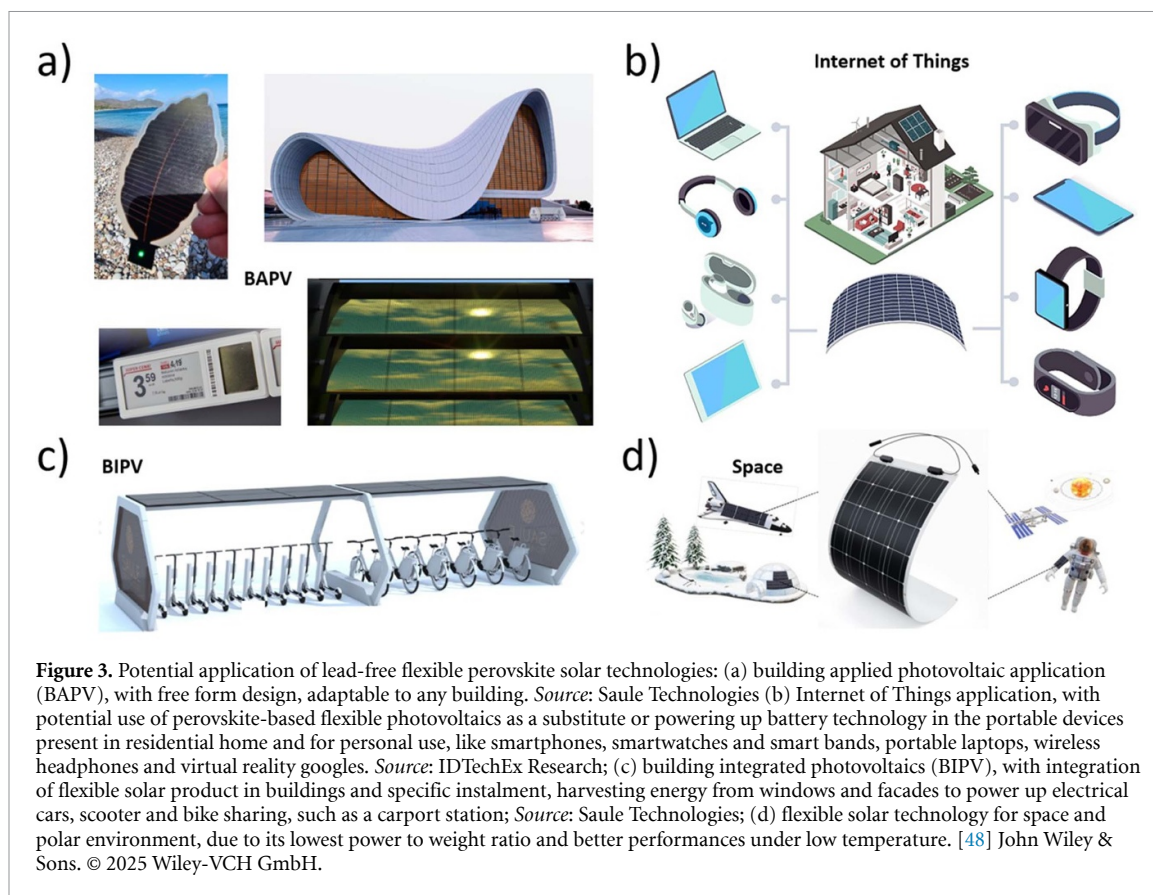 a)
BAPV
3 59
b)
Internet of Things
c)
BIPV
d)
Space
Figure 3. Potential application of lead-free flexible perovskite solar technologies: (a) building applied photovoltaic application
(BAPV), with free form design, adaptable to any building. Source: Saule Technologies (b) Internet of Things application, with
potential use of perovskite-based flexible photovoltaics as a substitute or powering up battery technology in the portable devices
present in residential home and for personal use, like smartphones, smartwatches and smart bands, portable laptops, wireless
headphones and virtual reality googles. Source: IDTechEx Research; (c) building integrated photovoltaics (BIPV), with integration
of flexible solar product in buildings and specific instalment, harvesting energy from windows and facades to power up electrical
cars, scooter and bike sharing, such as a carport station; Source: Saule Technologies; (d) flexible solar technology for space and
polar environment, due to its lowest power to weight ratio and better performances under low temperature. [48] John Wiley &
Sons. © 2025 Wiley-VCH GmbH.